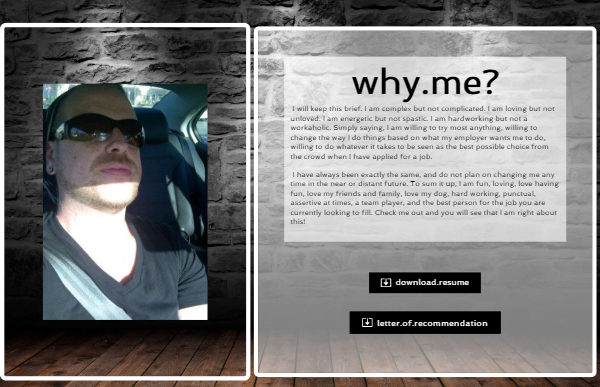 why.me?
I will keep this brief. I am complex but not complicated. I am loving but not
unloved. I am energetic but not spastic. I am hardworking but not a
workaholic. Simply saying, I am willing to try most anything, willing to
change the way I do things based on what my employer wants me to do,
willing to do whatever it takes to be seen as the best possible choice from
the crowd when I have applied for a job.
I have always been exactly the same, and do not plan on changing me any
time in the near or distant future. To sum it up, I am fun, loving, love having
fun, love my friends and family, love my dog, hard working, punctual,
assertive at times, a team player, and the best person for the job you are
currently looking to fill. Check me out and you will see that I am right about
this!
download.resume
letter.of.recommendation